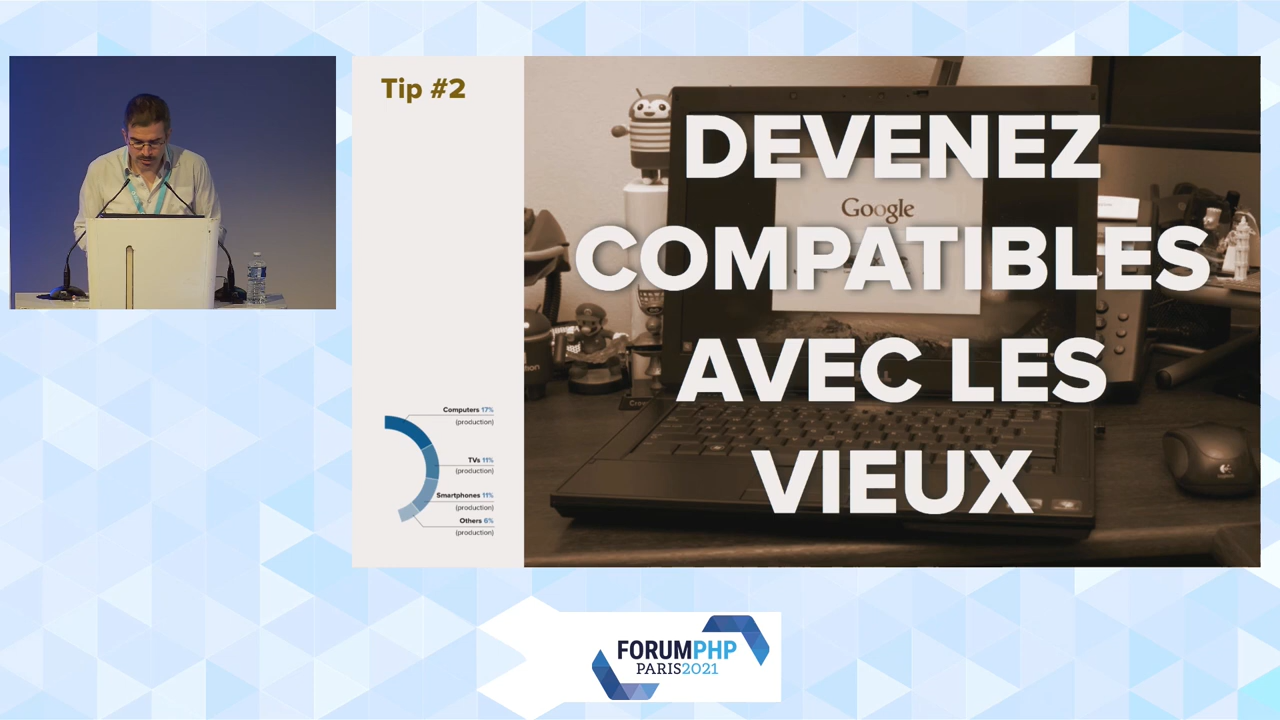 Tip #2
DEVENEZ
COMPATIBLES
AVEC LES
VIEUX
Google
Computers 17%
(production)
TVs 11%
(production)
Smartphones 11%
(production)
Others 6%
(production)
FORUMPHP
PARIS2021